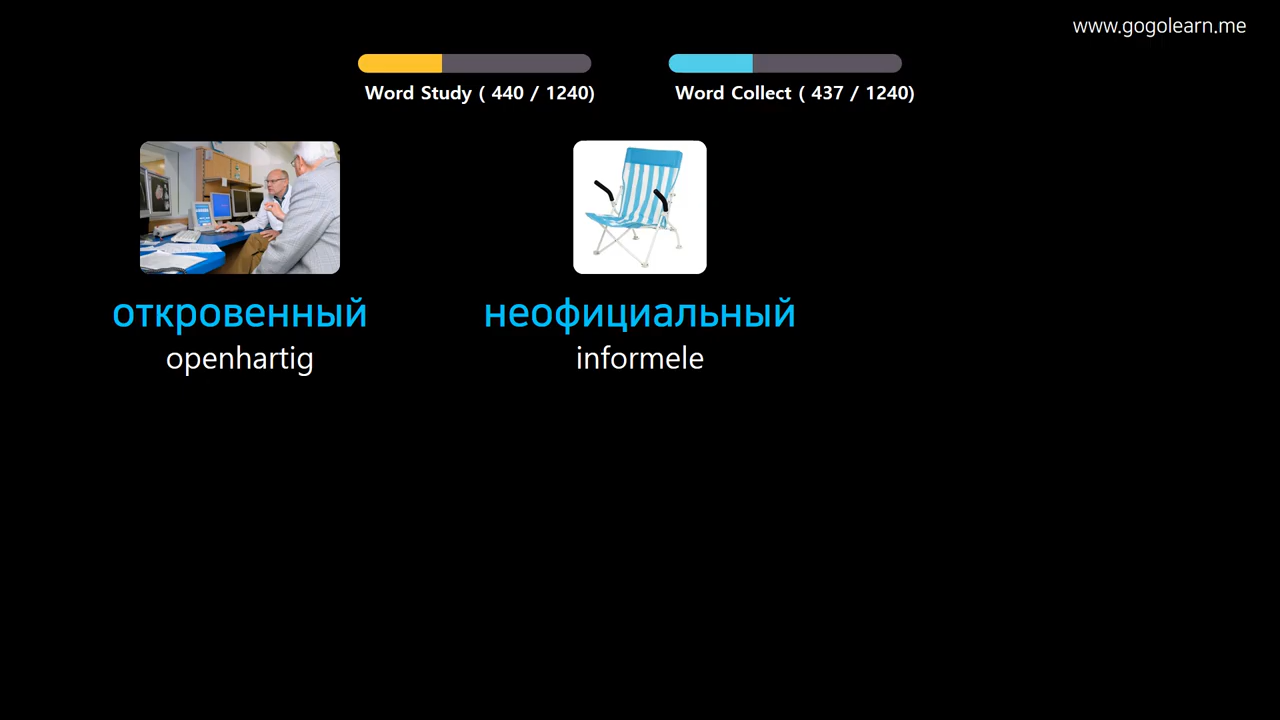 www.gogolearn.me
Word Study ( 440 / 1240)
Word Collect ( 437 / 1240)
откровенный
openhartig
неофициальный
informele